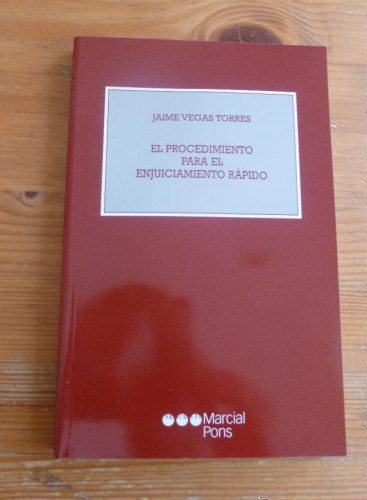 JAIME VEGAS TORRES
EL PROCEDIMIENTO
PARA EL
ENJUICIAMIENTO RÁPIDO
Marcial
Pons